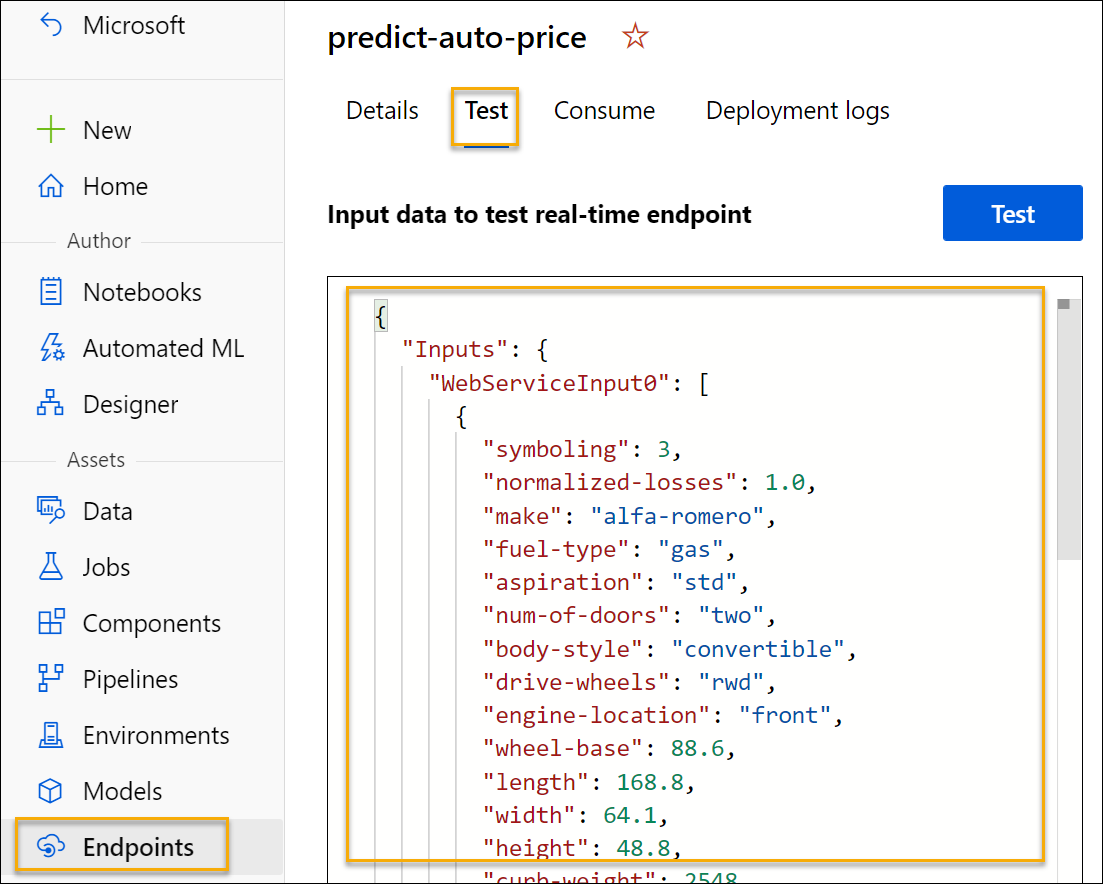 Microsoft
New
Home
Author
Notebooks
Automated ML
Designer
Assets
Data
Jobs
Components
Pipelines
Environments
Models
Endpoints
predict-auto-price
Details Test Consume Deployment logs
Input data to test real-time endpoint
Test
{
"Inputs": {
"WebServiceInput0": [
{
"symboling": 3,
"normalized-losses": 1.0,
"make": "alfa-romero",
"fuel-type": "gas",
"aspiration": "std",
"num-of-doors": "two",
"body-style": "convertible",
"drive-wheels": "rwd",
"engine-location": "front",
"wheel-base": 88.6,
"length": 168.8,
"width": 64.1,
"height": 48.8,
"curb-weight": 2548